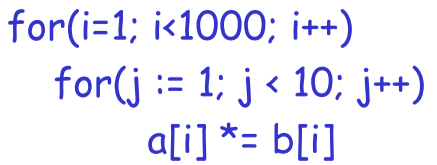 for(i=1; i<1000; i++)
for(j := 1; j < 10; j++)
a[i] *= b[i]